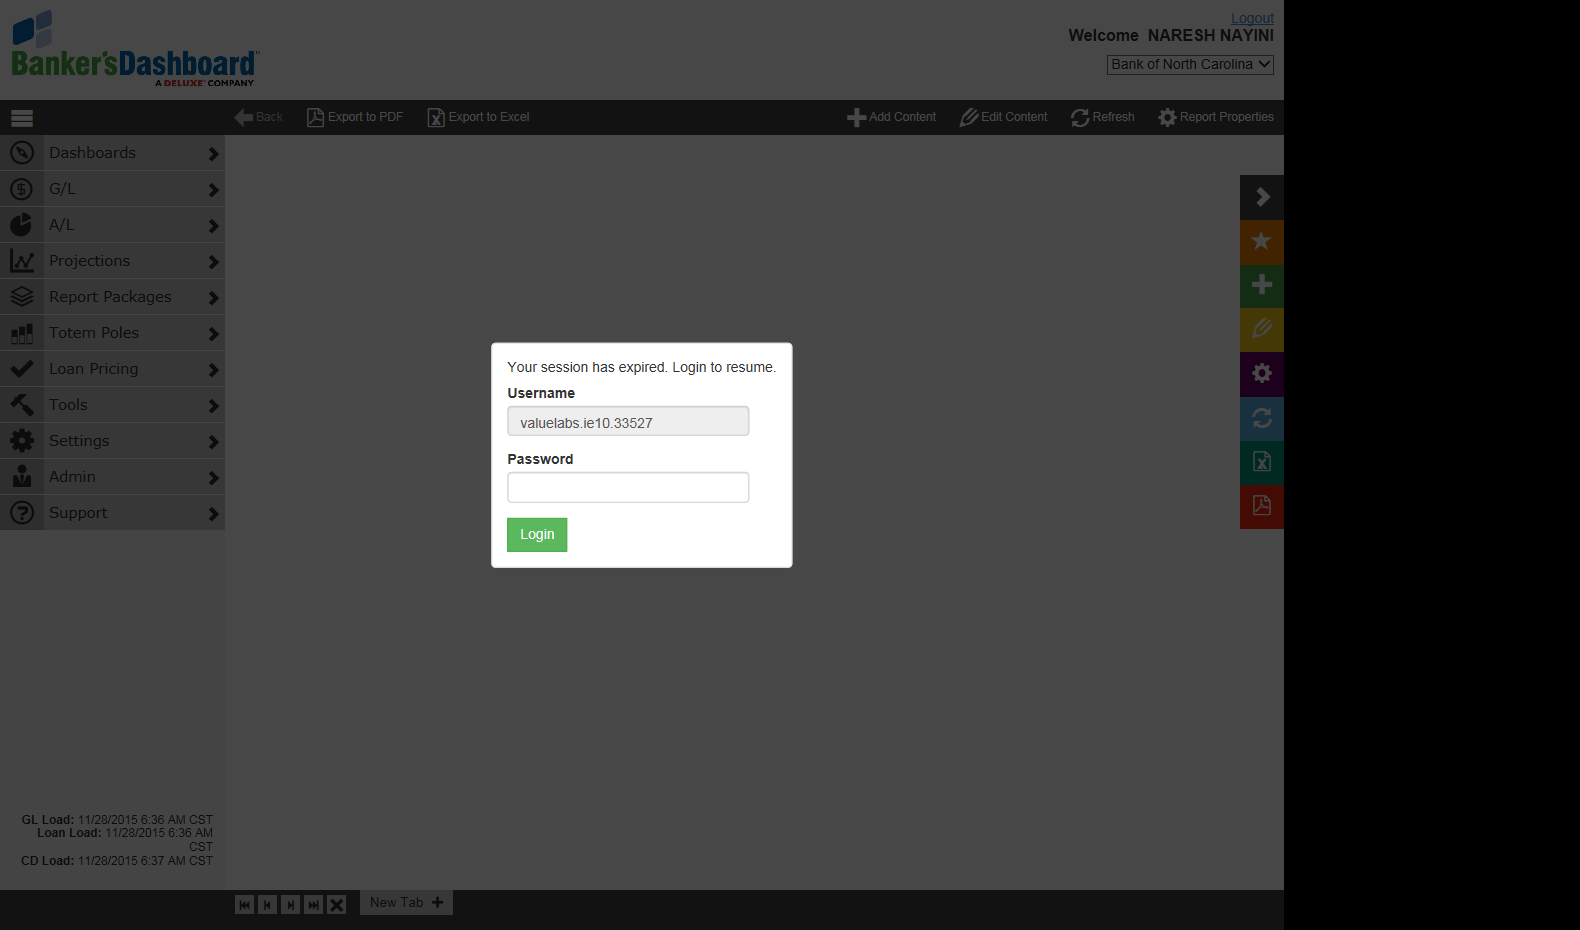 Logout
Welcome NARESH NAYINI
Banker'sDashboard™
A DELUXE COMPANY
Bank of North Carolina
Back
Export to PDF
Export to Excel
Add Content
Edit Content
Refresh
Report Properties
Dashboards
G/L
A/L
Projections
Report Packages
Totem Poles
Loan Pricing
Tools
Settings
Admin
Support
Your session has expired. Login to resume.
Username
valuelabs.ie10.33527
Password
Login
GL Load: 11/28/2015 6:36 AM CST
Loan Load: 11/28/2015 6:36 AM
CST
CD Load: 11/28/2015 6:37 AM CST
New Tab